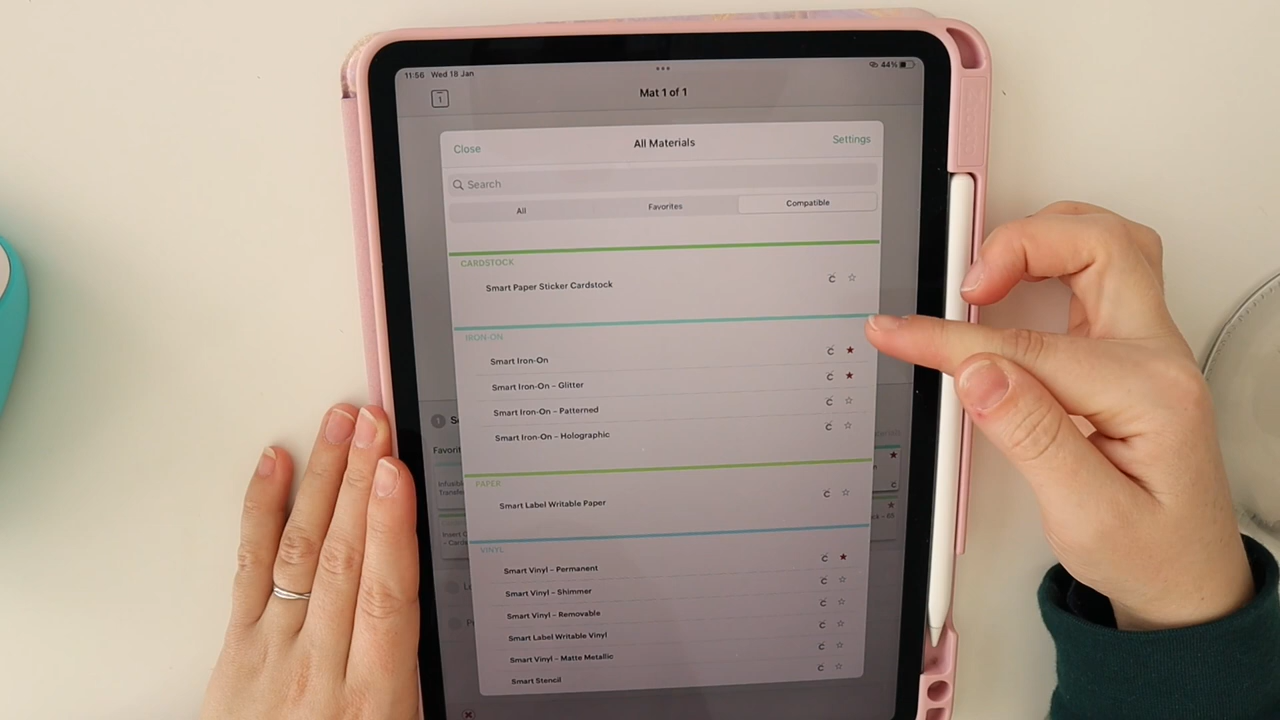 11:56 Wed 18 Jan
44%
1
Mat 1 of 1
Close
All Materials
Settings
Search
All
Favorites
Compatible
CARDSTOCK
Smart Paper Sticker Cardstock
IRON-ON
Smart Iron-On
Smart Iron-On – Glitter
Smart Iron-On – Patterned
Smart Iron-On – Holographic
PAPER
Smart Label Writable Paper
VINYL
Smart Vinyl – Permanent
Smart Vinyl – Shimmer
Smart Vinyl – Removable
Smart Label Writable Vinyl
Smart Vinyl – Matte Metallic
Smart Stencil
1